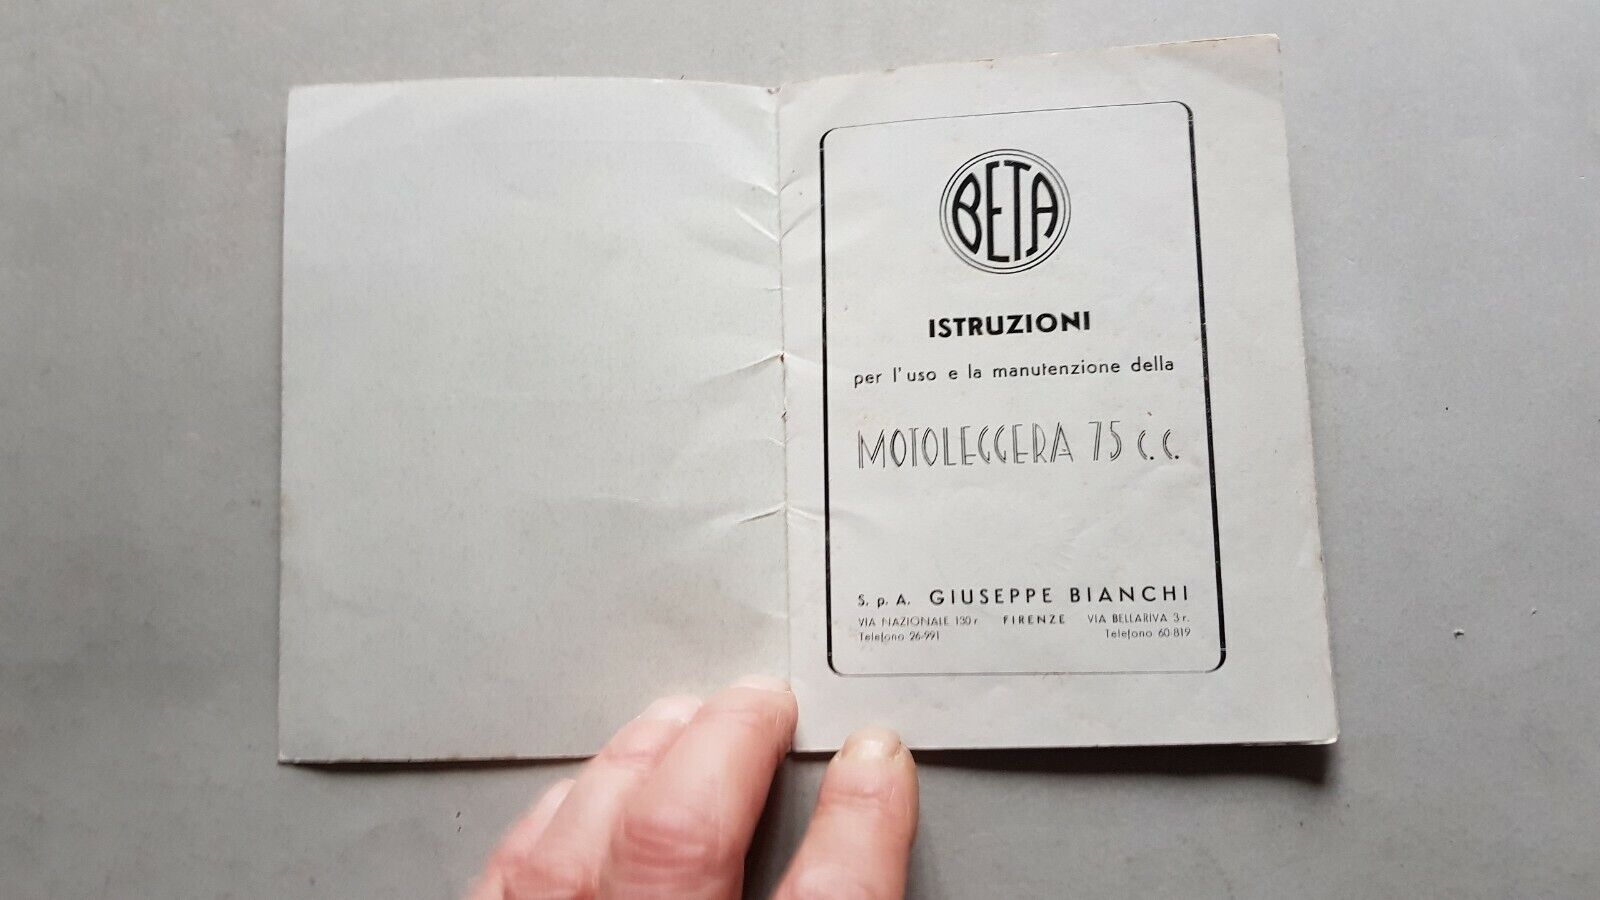 BETA
ISTRUZIONI
per l'uso e la manutenzione della
MOTOLEGGERA 75 c.c.
S. p. A. GIUSEPPE BIANCHI
VIA NAZIONALE 130 r FIRENZE VIA BELLARIVA 3 r.
Telefono 26-991 Telefono 60-819